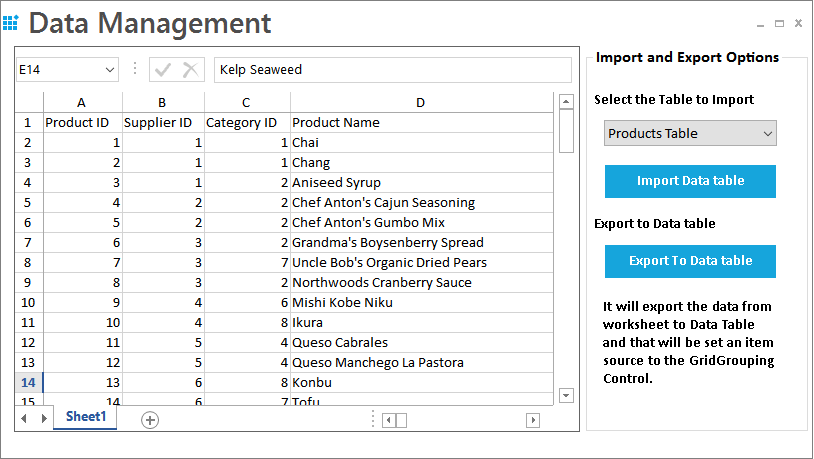 Data Management
E14
Kelp Seaweed
A B C D
1 Product ID Supplier ID Category ID Product Name
2 1 1 1 Chai
3 2 1 1 Chang
4 3 1 2 Aniseed Syrup
5 4 2 2 Chef Anton's Cajun Seasoning
6 5 2 2 Chef Anton's Gumbo Mix
7 6 3 2 Grandma's Boysenberry Spread
8 7 3 7 Uncle Bob's Organic Dried Pears
9 8 3 2 Northwoods Cranberry Sauce
10 9 4 6 Mishi Kobe Niku
11 10 4 8 Ikura
12 11 5 4 Queso Cabrales
13 12 5 4 Queso Manchego La Pastora
14 13 6 8 Konbu
15 14 6 7 Tofu
Sheet1
Import and Export Options
Select the Table to Import
Products Table
Import Data table
Export to Data table
Export To Data table
It will export the data from
worksheet to Data Table
and that will be set an item
source to the GridGrouping
Control.